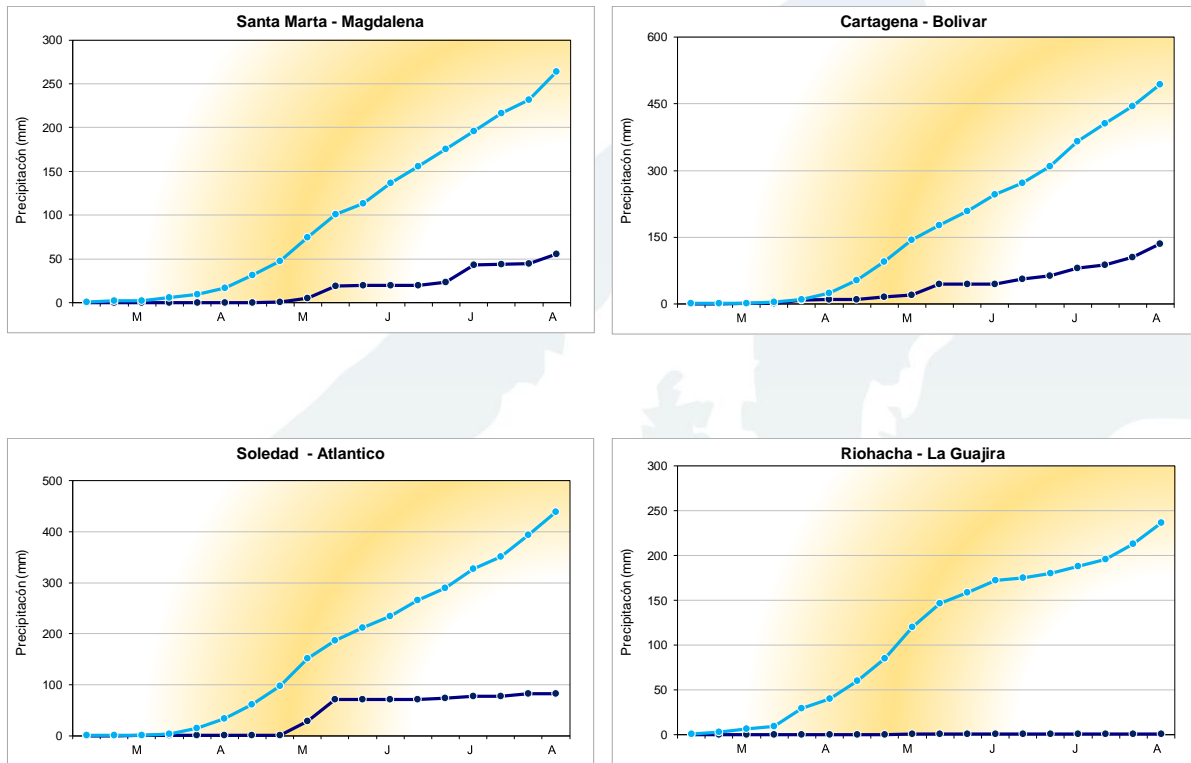 Santa Marta - Magdalena
300
250
200
150
100
50
0
Precipitacón (mm)
M A M J J A
Cartagena - Bolivar
600
450
300
150
0
Precipitacón (mm)
M A M J J A
Soledad - Atlantico
500
400
300
200
100
0
Precipitacón (mm)
M A M J J A
Riohacha - La Guajira
300
250
200
150
100
50
0
Precipitacón (mm)
M A M J J A